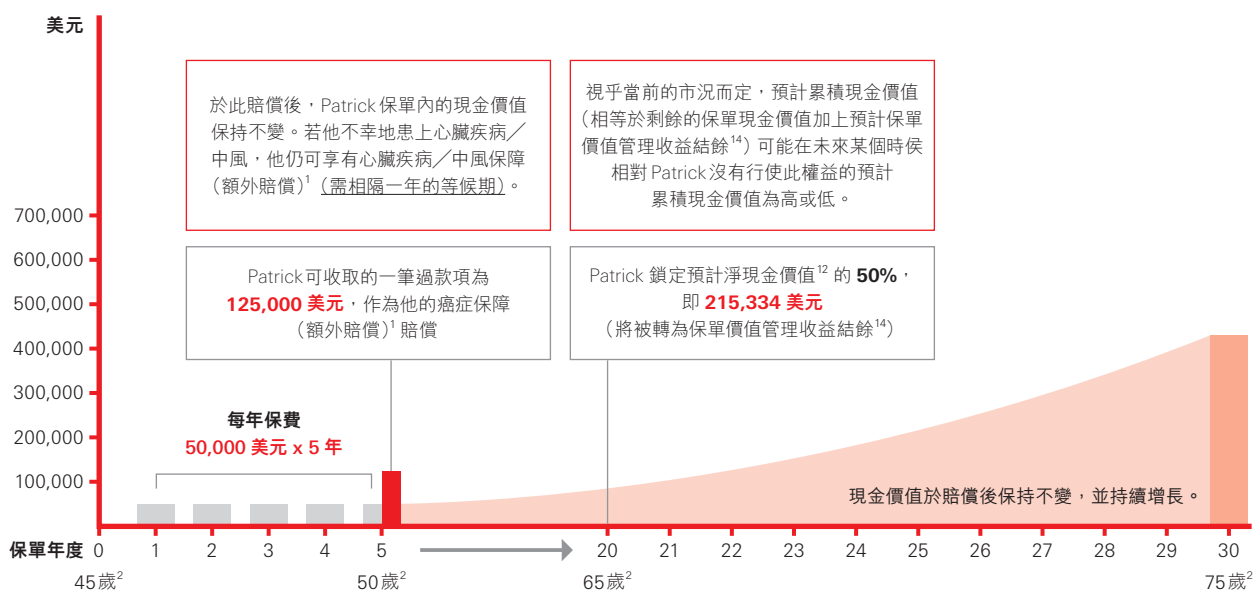 美元
於此賠償後，Patrick 保單內的現金價值
保持不變。若他不幸地患上心臟疾病／
中風，他仍可享有心臟疾病／中風保障
（額外賠償）1 （需相隔一年的等候期）。
視乎當前的市況而定，預計累積現金價值
（相等於剩餘的保單現金價值加上預計保單
價值管理收益結餘14）可能在未來某個時侯
相對 Patrick 沒有行使此權益的預計
累積現金價值為高或低。
Patrick 可收取的一筆過款項為
125,000 美元，作為他的癌症保障
（額外賠償）1 賠償
Patrick 鎖定預計淨現金價值12 的 50%，
即 215,334 美元
（將被轉為保單價值管理收益結餘14）
700,000
600,000
500,000
400,000
300,000
200,000
100,000
每年保費
50,000 美元 x 5 年
現金價值於賠償後保持不變，並持續增長。
保單年度 0 1 2 3 4 5 20 21 22 23 24 25 26 27 28 29 30
45歲2 50歲2 65歲2 75歲2